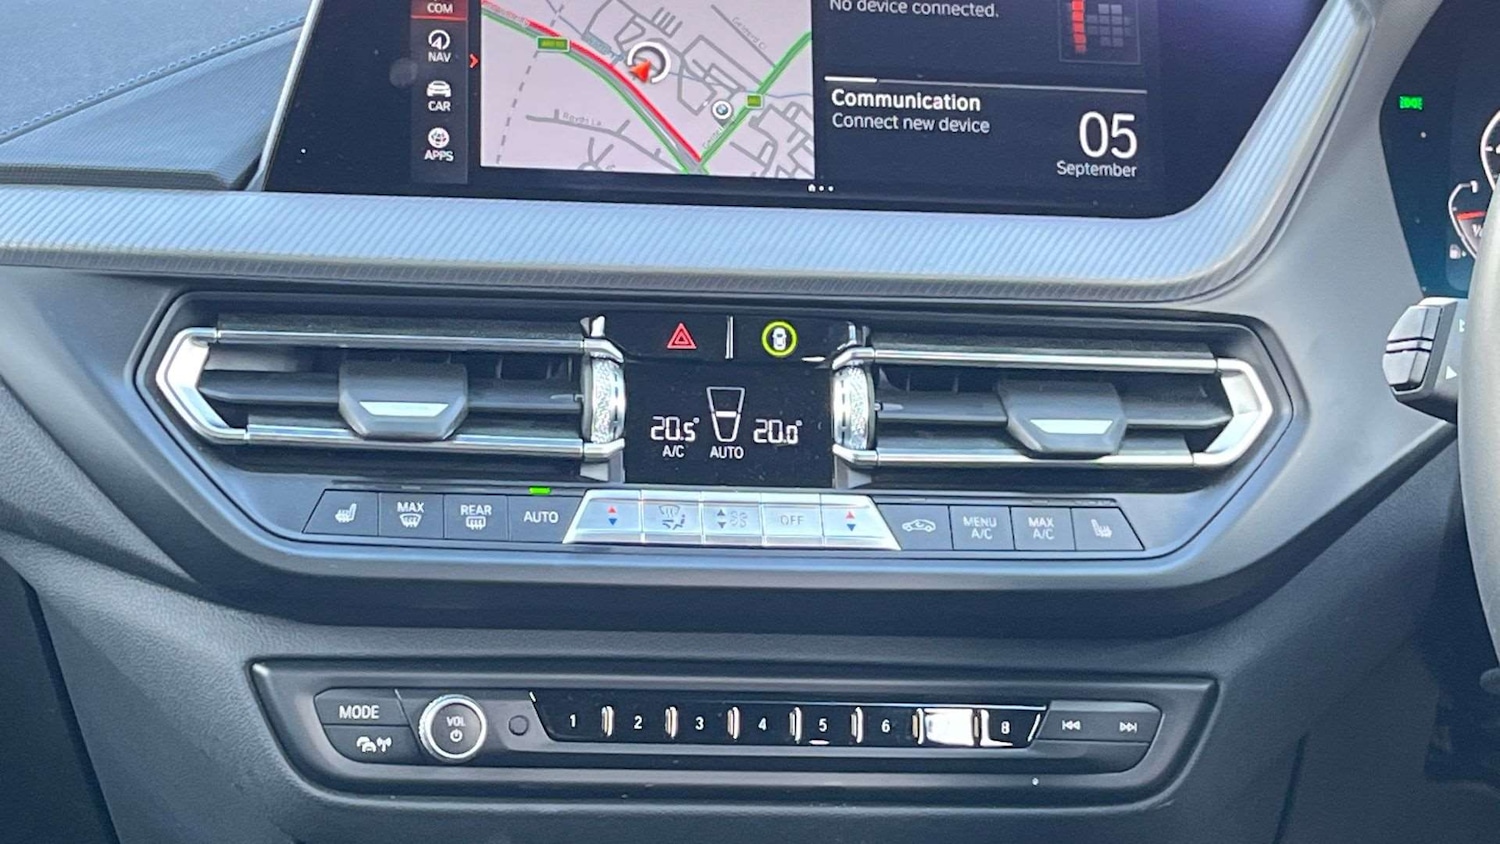 COM
NAV
CAR
APPS
No device connected.
Communication
Connect new device
05
September
20.5°
A/C
AUTO
20.0°
MAX
REAR
AUTO
OFF
MENU
A/C
MAX
A/C
MODE
VOL
1
2
3
4
5
6
8